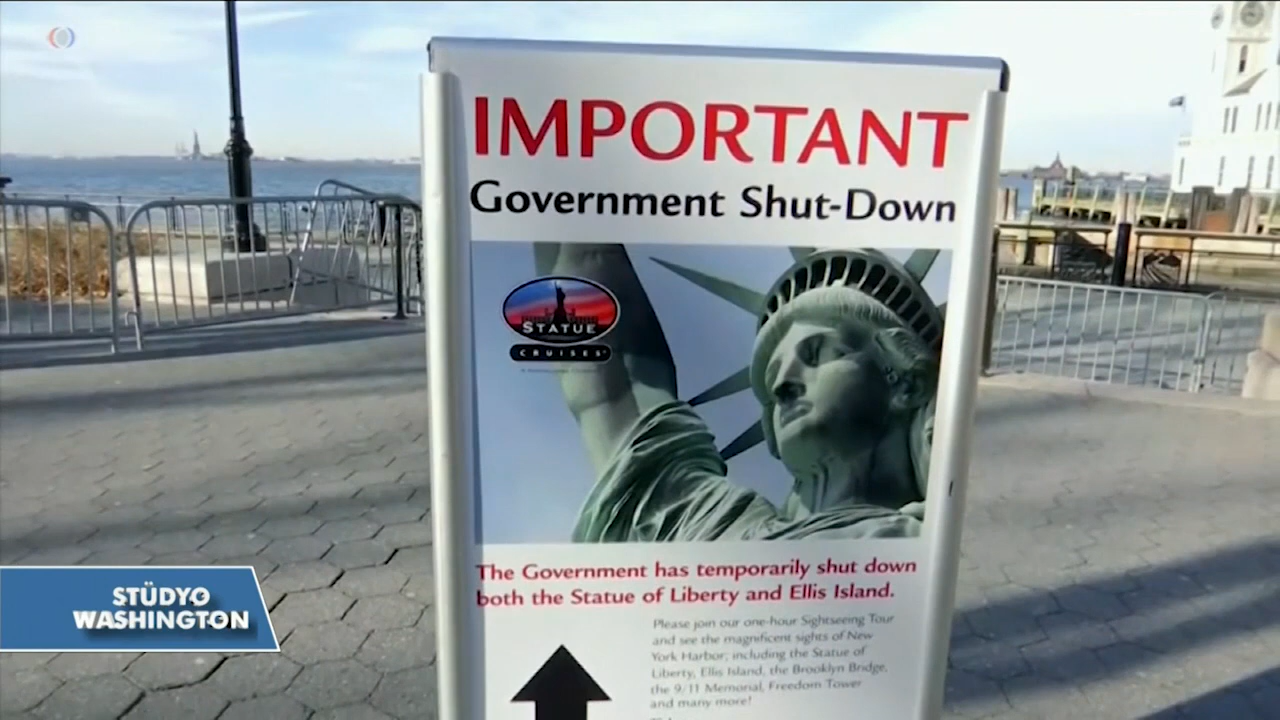 IMPORTANT
Government Shut-Down
STATUE
CRUISES
The Government has temporarily shut down
both the Statue of Liberty and Ellis Island.
Please join our one-hour Sightseeing Tour
and see the magnificent sights of New
York Harbor; including the Statue of
Liberty, Ellis Island, the Brooklyn Bridge,
the 9/11 Memorial, Freedom Tower
and many more!
STÜDYO
WASHINGTON